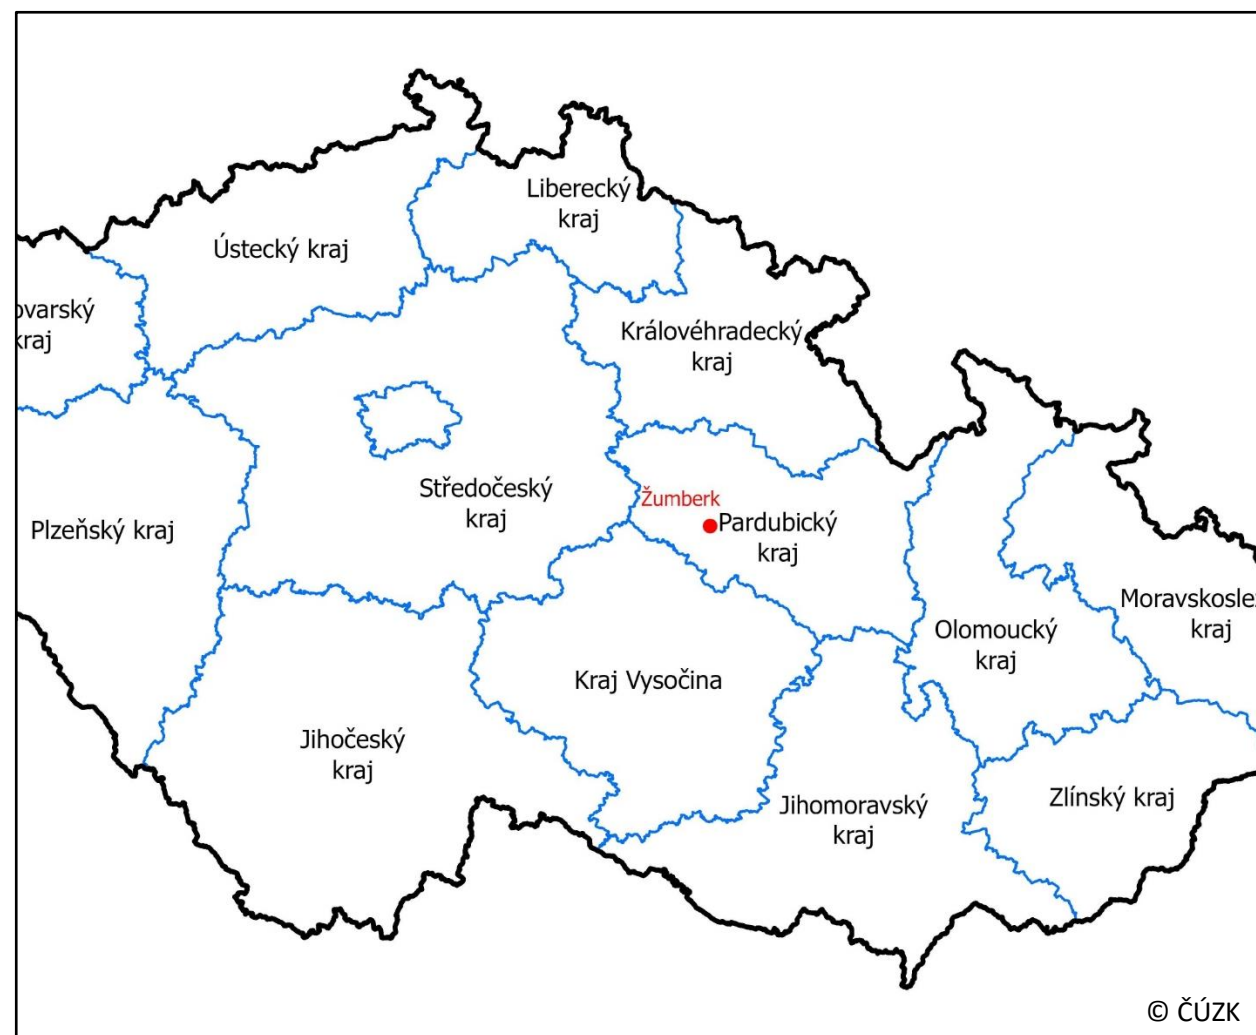 Liberecký
kraj
Ústecký kraj
ovarský
kraj
Královéhradecký
kraj
Středočeský
kraj
Žumberk
Pardubický
kraj
Plzeňský kraj
Moravskosle
kraj
Olomoucký
kraj
Kraj Vysočina
Jihočeský
kraj
Jihomoravský
kraj
Zlínský kraj
© ČÚZK